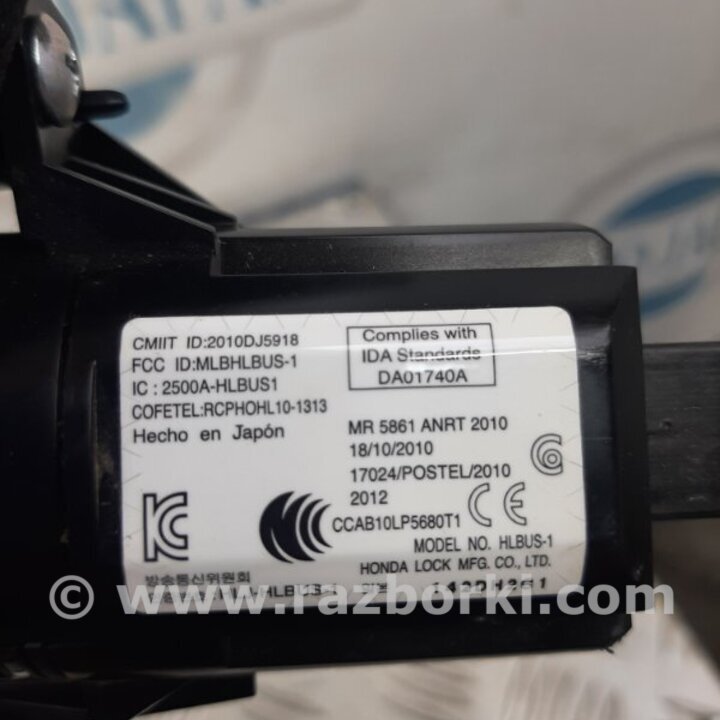 CMIIT ID:2010DJ5918
FCC ID:MLBHLBUS-1
IC : 2500A-HLBUS1
COFETEL:RCPHOHL10-1313
Hecho en Japón
Complies with
IDA Standards
DA01740A
MR 5861 ANRT 2010
18/10/2010
17024/POSTEL/2010
2012
CCAB10LP5680T1
CE
MODEL NO. HLBUS-1
HONDA LOCK MFG. CO., LTD.
방송통신위원회
© www.razborki.com